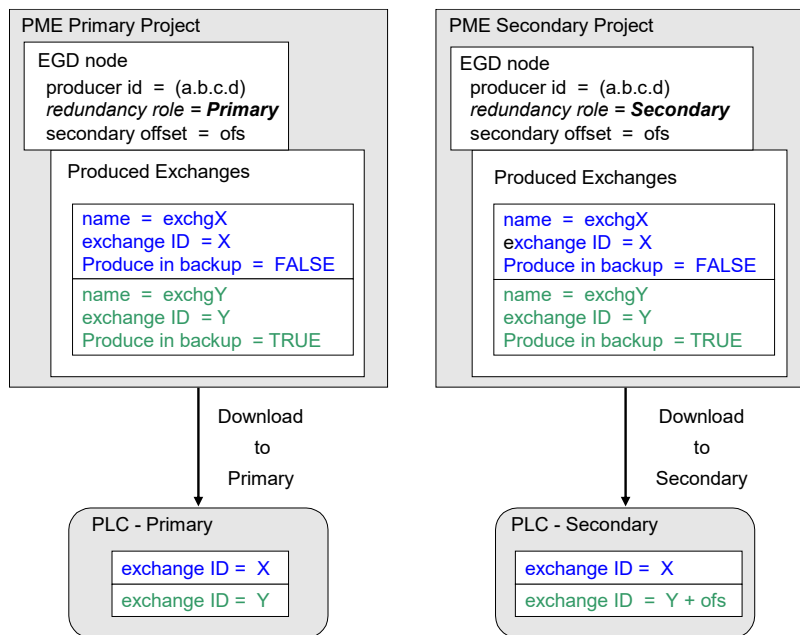 PME Primary Project
EGD node
producer id = (a.b.c.d)
redundancy role = Primary
secondary offset = ofs
Produced Exchanges
name = exchgX
exchange ID = X
Produce in backup = FALSE
name = exchgY
exchange ID = Y
Produce in backup = TRUE
Download
to
Primary
PLC - Primary
exchange ID = X
exchange ID = Y
PME Secondary Project
EGD node
producer id = (a.b.c.d)
redundancy role = Secondary
secondary offset = ofs
Produced Exchanges
name = exchgX
exchange ID = X
Produce in backup = FALSE
name = exchgY
exchange ID = Y
Produce in backup = TRUE
Download
to
Secondary
PLC - Secondary
exchange ID = X
exchange ID = Y + ofs